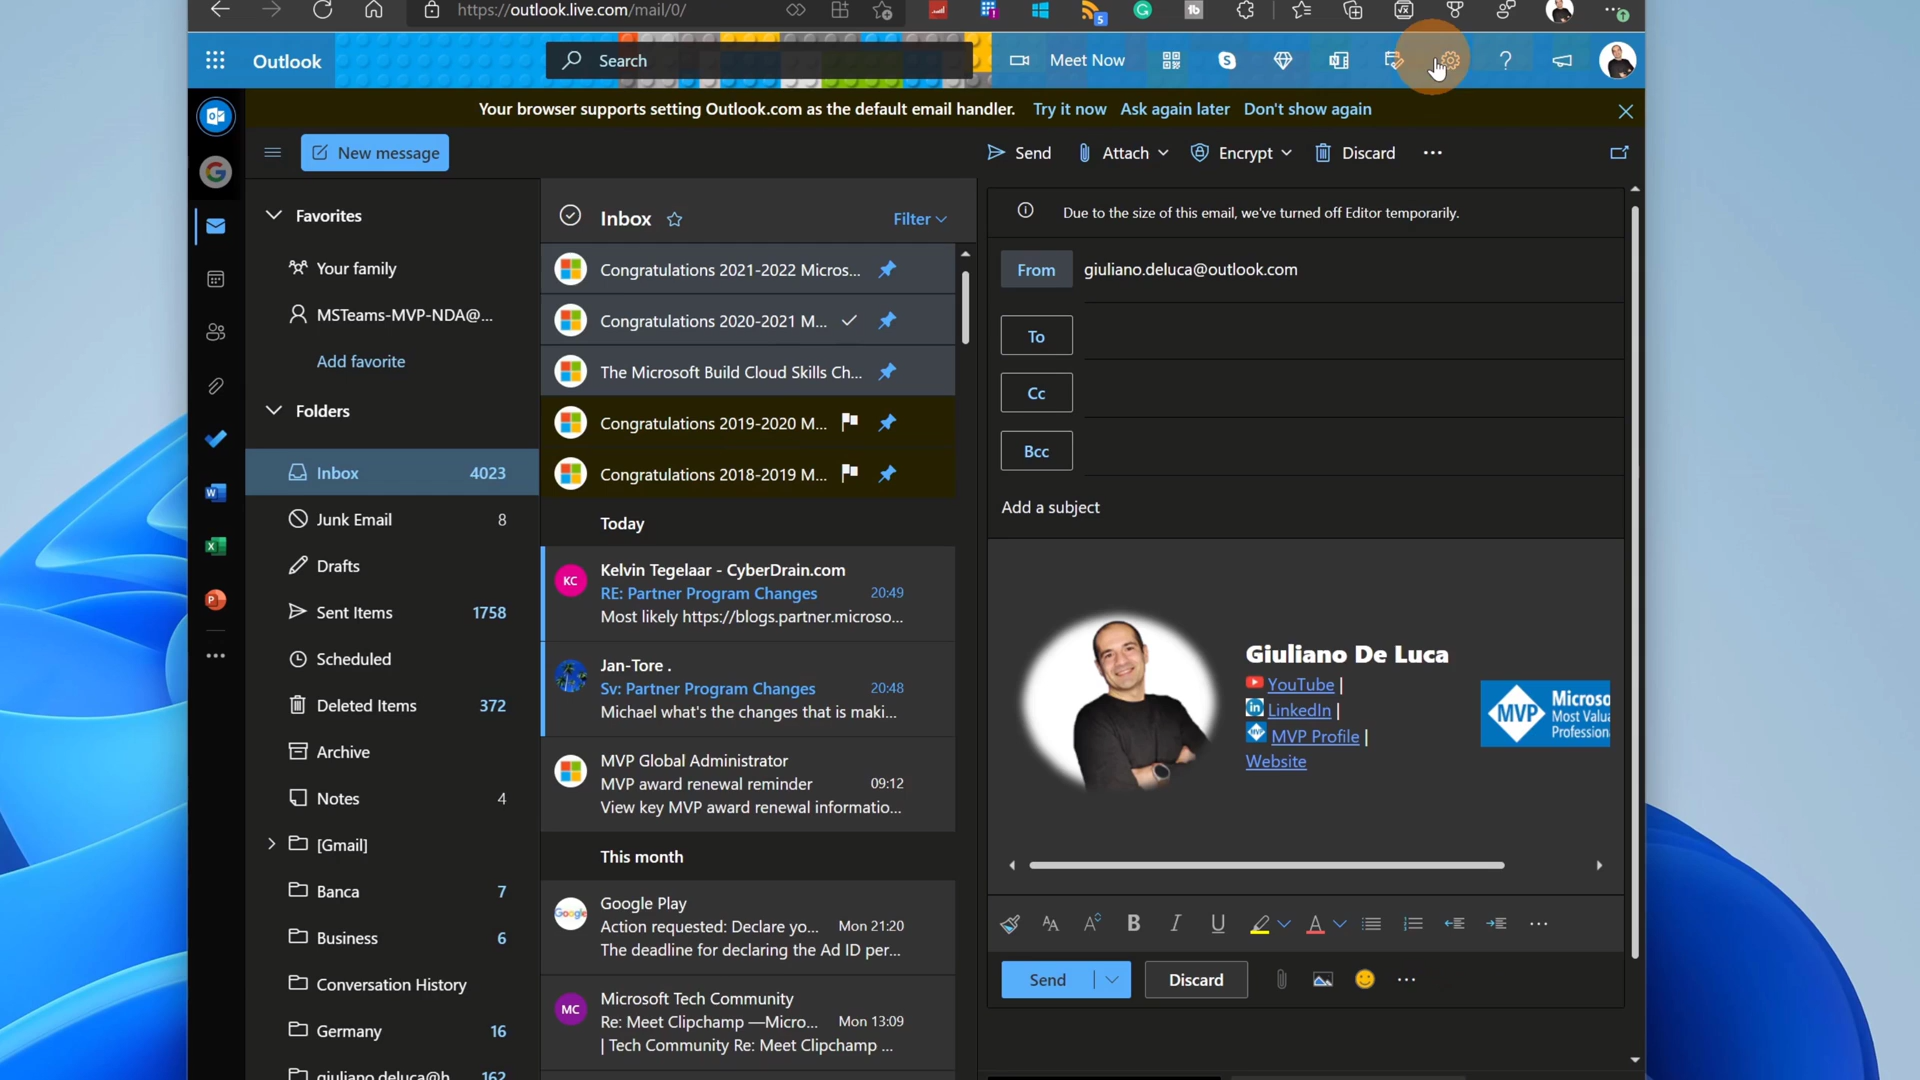 https://outlook.live.com/mail/0/
5
Outlook
Search
Meet Now
Your browser supports setting Outlook.com as the default email handler. Try it now Ask again later Don't show again
New message
Send Attach Encrypt Discard
Favorites
Your family
MSTeams-MVP-NDA@...
Add favorite
Folders
Inbox 4023
Junk Email 8
Drafts
Sent Items 1758
Scheduled
Deleted Items 372
Archive
Notes 4
[Gmail]
Banca 7
Business 6
Conversation History
Germany 16
giuliano.deluca@h... 162
Inbox Filter
Congratulations 2021-2022 Micros...
Congratulations 2020-2021 M...
The Microsoft Build Cloud Skills Ch...
Congratulations 2019-2020 M...
Congratulations 2018-2019 M...
Today
KC
Kelvin Tegelaar - CyberDrain.com
RE: Partner Program Changes 20:49
Most likely https://blogs.partner.microso...
Jan-Tore .
Sv: Partner Program Changes 20:48
Michael what's the changes that is maki...
MVP Global Administrator
MVP award renewal reminder 09:12
View key MVP award renewal informatio...
This month
Google
Google Play
Action requested: Declare yo... Mon 21:20
The deadline for declaring the Ad ID per...
MC
Microsoft Tech Community
Re: Meet Clipchamp —Micro... Mon 13:09
| Tech Community Re: Meet Clipchamp ...
Due to the size of this email, we've turned off Editor temporarily.
From giuliano.deluca@outlook.com
To
Cc
Bcc
Add a subject
Giuliano De Luca
YouTube |
LinkedIn |
MVP Profile |
Website
MVP
Microso
Most Valua
Profession
Send Discard